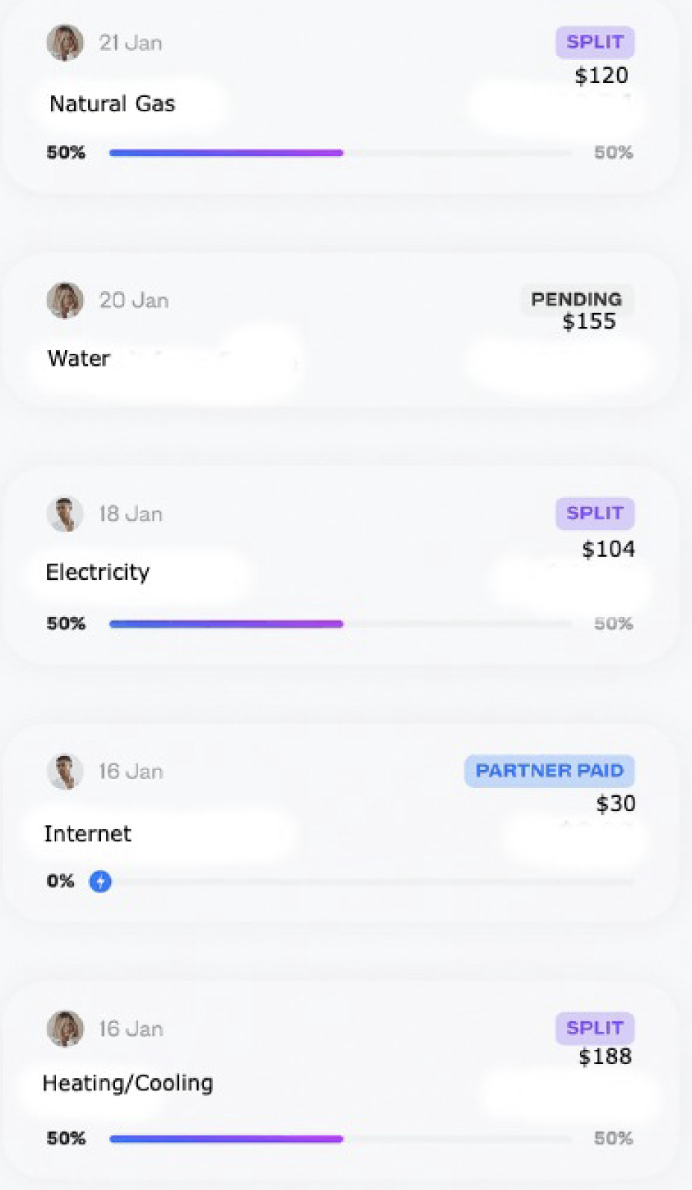 21 Jan SPLIT
$120
Natural Gas
50% 50%
20 Jan PENDING
$155
Water
18 Jan SPLIT
$104
Electricity
50% 50%
16 Jan PARTNER PAID
$30
Internet
0%
16 Jan SPLIT
$188
Heating/Cooling
50% 50%